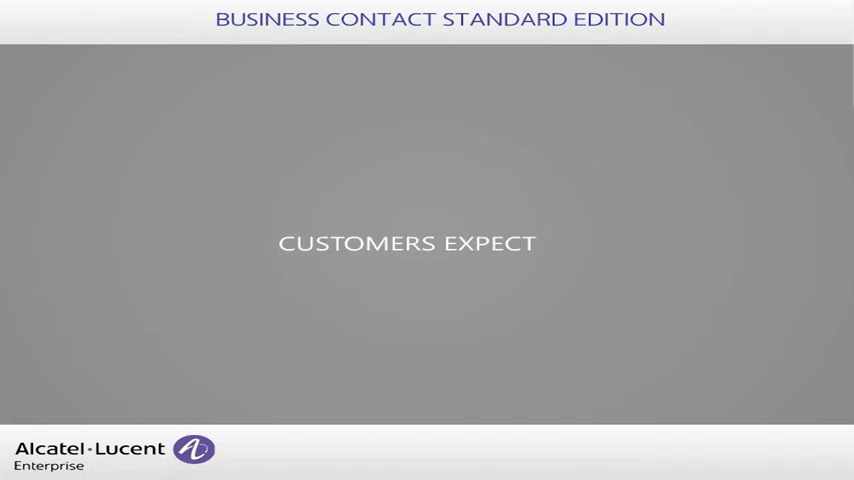 BUSINESS CONTACT STANDARD EDITION
CUSTOMERS EXPECT
Alcatel·Lucent
Enterprise